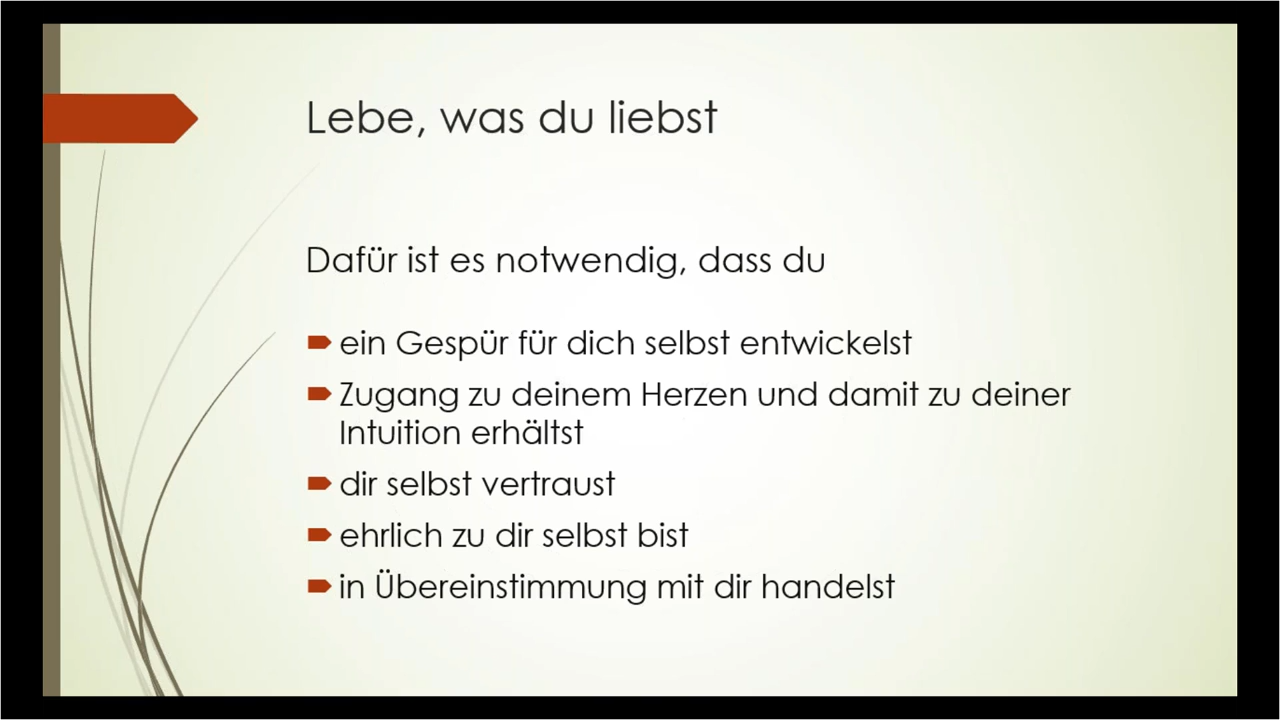 Lebe, was du liebst
Dafür ist es notwendig, dass du
ein Gespür für dich selbst entwickelst
Zugang zu deinem Herzen und damit zu deiner
Intuition erhältst
dir selbst vertraust
ehrlich zu dir selbst bist
in Übereinstimmung mit dir handelst